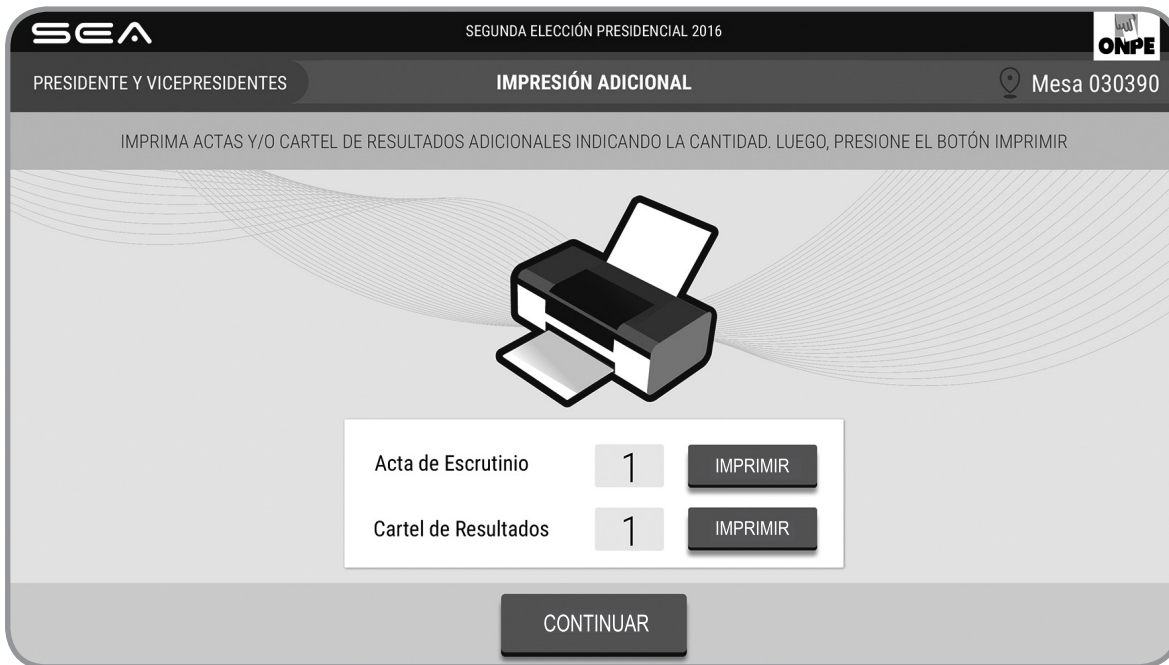 SEA
SEGUNDA ELECCIÓN PRESIDENCIAL 2016
ONPE
PRESIDENTE Y VICEPRESIDENTES
IMPRESIÓN ADICIONAL
Mesa 030390
IMPRIMA ACTAS Y/O CARTEL DE RESULTADOS ADICIONALES INDICANDO LA CANTIDAD. LUEGO, PRESIONE EL BOTÓN IMPRIMIR
Acta de Escrutinio 1 IMPRIMIR
Cartel de Resultados 1 IMPRIMIR
CONTINUAR